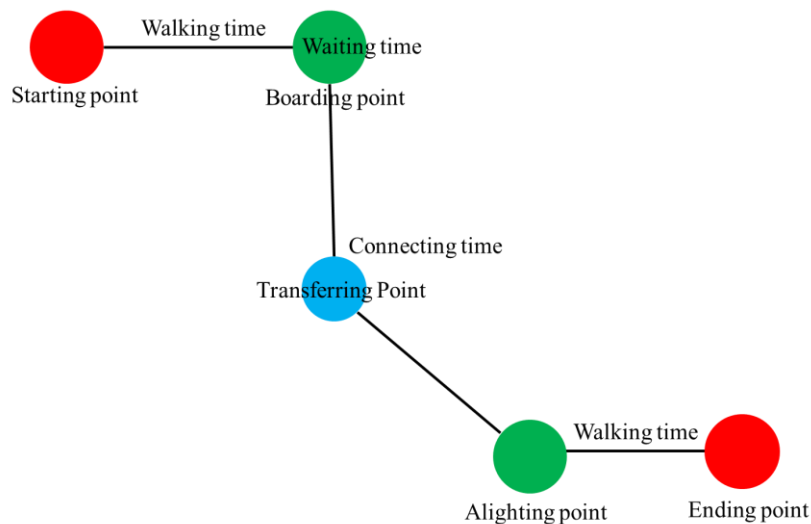 Walking time
Waiting time
Starting point
Boarding point
Connecting time
Transferring Point
Walking time
Alighting point
Ending point